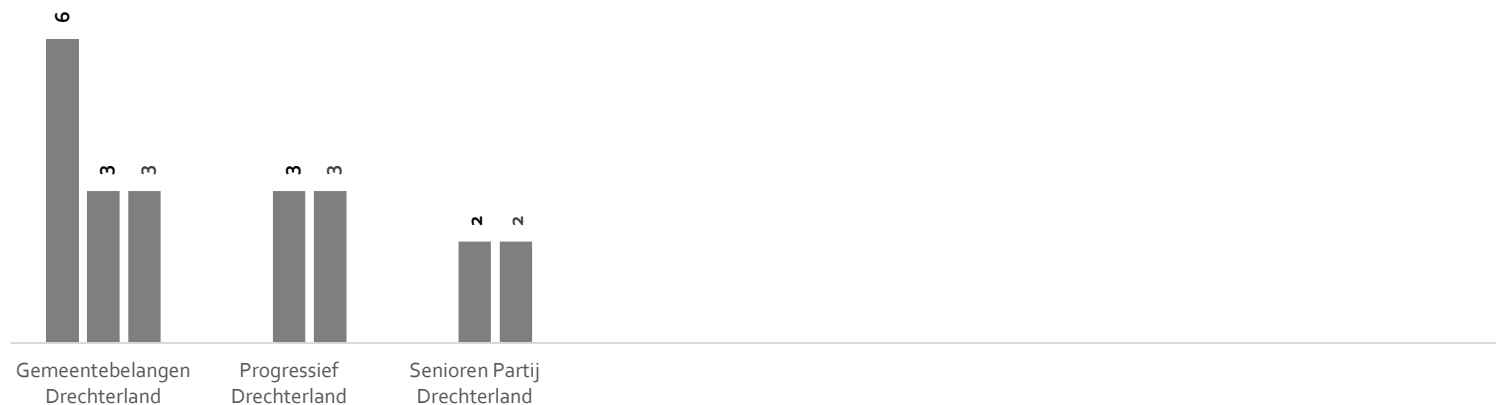 6
3
3
3
3
2
2
Gemeentebelangen
Drechterland
Progressief
Drechterland
Senioren Partij
Drechterland